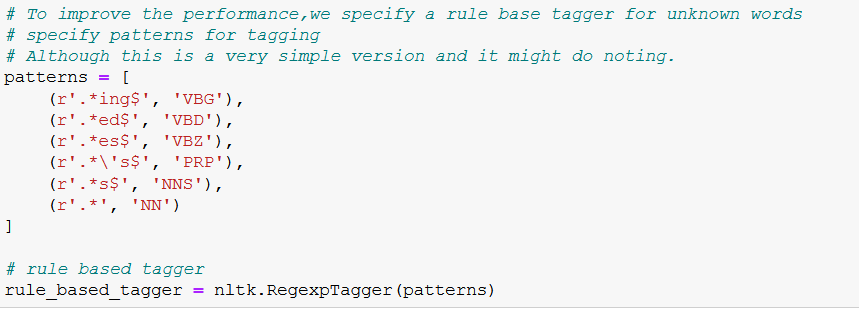 # To improve the performance,we specify a rule base tagger for unknown words
# specify patterns for tagging
# Although this is a very simple version and it might do noting.
patterns = [
    (r'.*ing$', 'VBG'),
    (r'.*ed$', 'VBD'),
    (r'.*es$', 'VBZ'),
    (r'.*\'s$', 'PRP'),
    (r'.*s$', 'NNS'),
    (r'.*', 'NN')
]

# rule based tagger
rule_based_tagger = nltk.RegexpTagger(patterns)